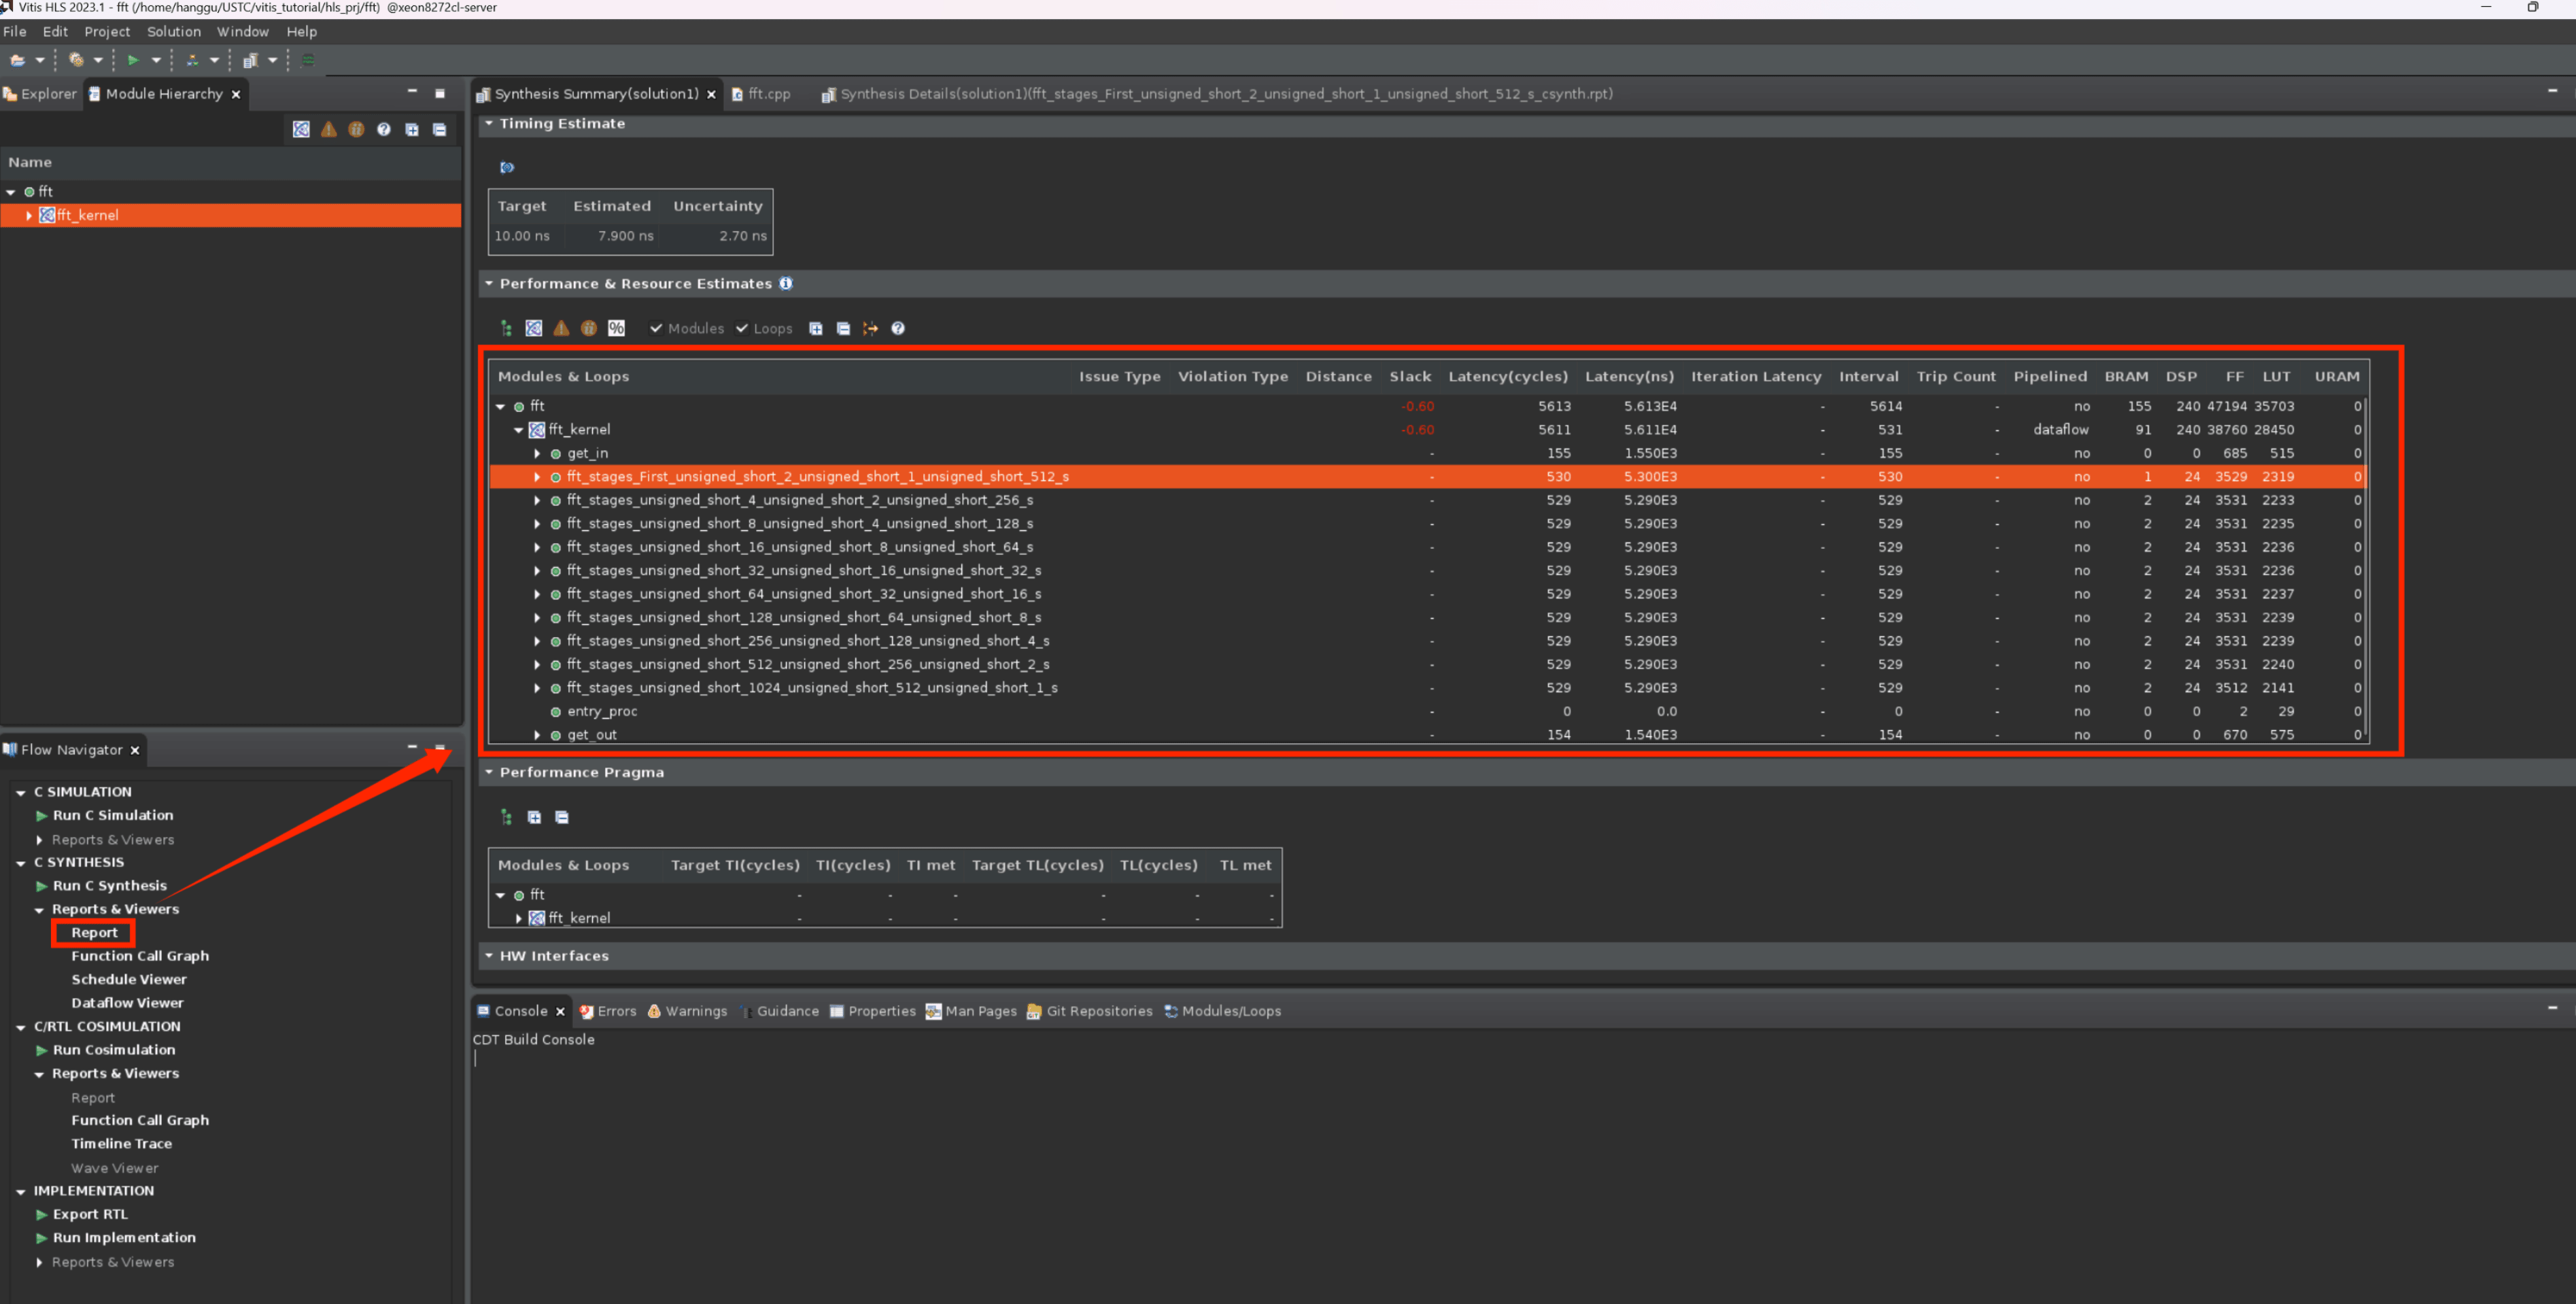 Vitis HLS 2023.1 - fft (/home/hanggu/USTC/vitis_tutorial/hls_prj/fft) @xeon8272cl-server
File Edit Project Solution Window Help
Explorer Module Hierarchy
Name
fft
fft_kernel
Synthesis Summary(solution1) fft.cpp Synthesis Details(solution1)(fft_stages_First_unsigned_short_2_unsigned_short_1_unsigned_short_512_s_csynth.rpt)
Timing Estimate
Target Estimated Uncertainty
10.00 ns 7.900 ns 2.70 ns
Performance & Resource Estimates
% Modules Loops
Modules & Loops Issue Type Violation Type Distance Slack Latency(cycles) Latency(ns) Iteration Latency Interval Trip Count Pipelined BRAM DSP FF LUT URAM
fft -0.60 5613 5.613E4 - 5614 - no 155 240 47194 35703 0
fft_kernel -0.60 5611 5.611E4 - 531 - dataflow 91 240 38760 28450 0
get_in - 155 1.550E3 - 155 - no 0 0 685 515 0
fft_stages_First_unsigned_short_2_unsigned_short_1_unsigned_short_512_s - 530 5.300E3 - 530 - no 1 24 3529 2319 0
fft_stages_unsigned_short_4_unsigned_short_2_unsigned_short_256_s - 529 5.290E3 - 529 - no 2 24 3531 2233 0
fft_stages_unsigned_short_8_unsigned_short_4_unsigned_short_128_s - 529 5.290E3 - 529 - no 2 24 3531 2235 0
fft_stages_unsigned_short_16_unsigned_short_8_unsigned_short_64_s - 529 5.290E3 - 529 - no 2 24 3531 2236 0
fft_stages_unsigned_short_32_unsigned_short_16_unsigned_short_32_s - 529 5.290E3 - 529 - no 2 24 3531 2236 0
fft_stages_unsigned_short_64_unsigned_short_32_unsigned_short_16_s - 529 5.290E3 - 529 - no 2 24 3531 2237 0
fft_stages_unsigned_short_128_unsigned_short_64_unsigned_short_8_s - 529 5.290E3 - 529 - no 2 24 3531 2239 0
fft_stages_unsigned_short_256_unsigned_short_128_unsigned_short_4_s - 529 5.290E3 - 529 - no 2 24 3531 2239 0
fft_stages_unsigned_short_512_unsigned_short_256_unsigned_short_2_s - 529 5.290E3 - 529 - no 2 24 3531 2240 0
fft_stages_unsigned_short_1024_unsigned_short_512_unsigned_short_1_s - 529 5.290E3 - 529 - no 2 24 3512 2141 0
entry_proc - 0 0.0 - 0 - no 0 0 2 29 0
get_out - 154 1.540E3 - 154 - no 0 0 670 575 0
Performance Pragma
Modules & Loops Target TI(cycles) TI(cycles) TI met Target TL(cycles) TL(cycles) TL met
fft - - - - - -
fft_kernel - - - - - -
HW Interfaces
Flow Navigator
C SIMULATION
Run C Simulation
Reports & Viewers
C SYNTHESIS
Run C Synthesis
Reports & Viewers
Report
Function Call Graph
Schedule Viewer
Dataflow Viewer
C/RTL COSIMULATION
Run Cosimulation
Reports & Viewers
Report
Function Call Graph
Timeline Trace
Wave Viewer
IMPLEMENTATION
Export RTL
Run Implementation
Reports & Viewers
Console Errors Warnings Guidance Properties Man Pages Git Repositories Modules/Loops
CDT Build Console